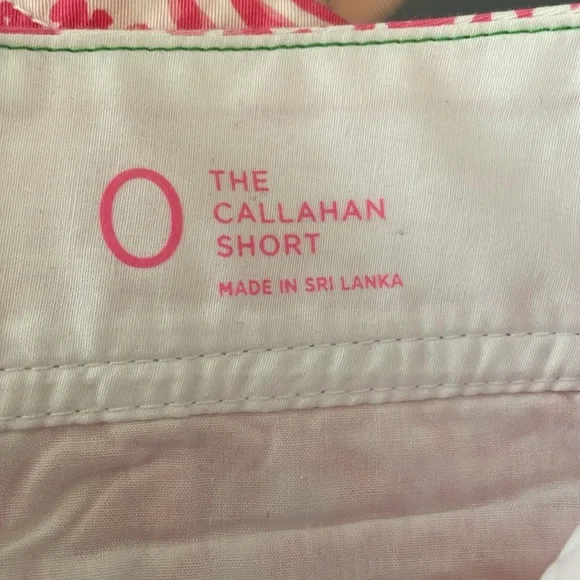 0
THE
CALLAHAN
SHORT
MADE IN SRI LANKA